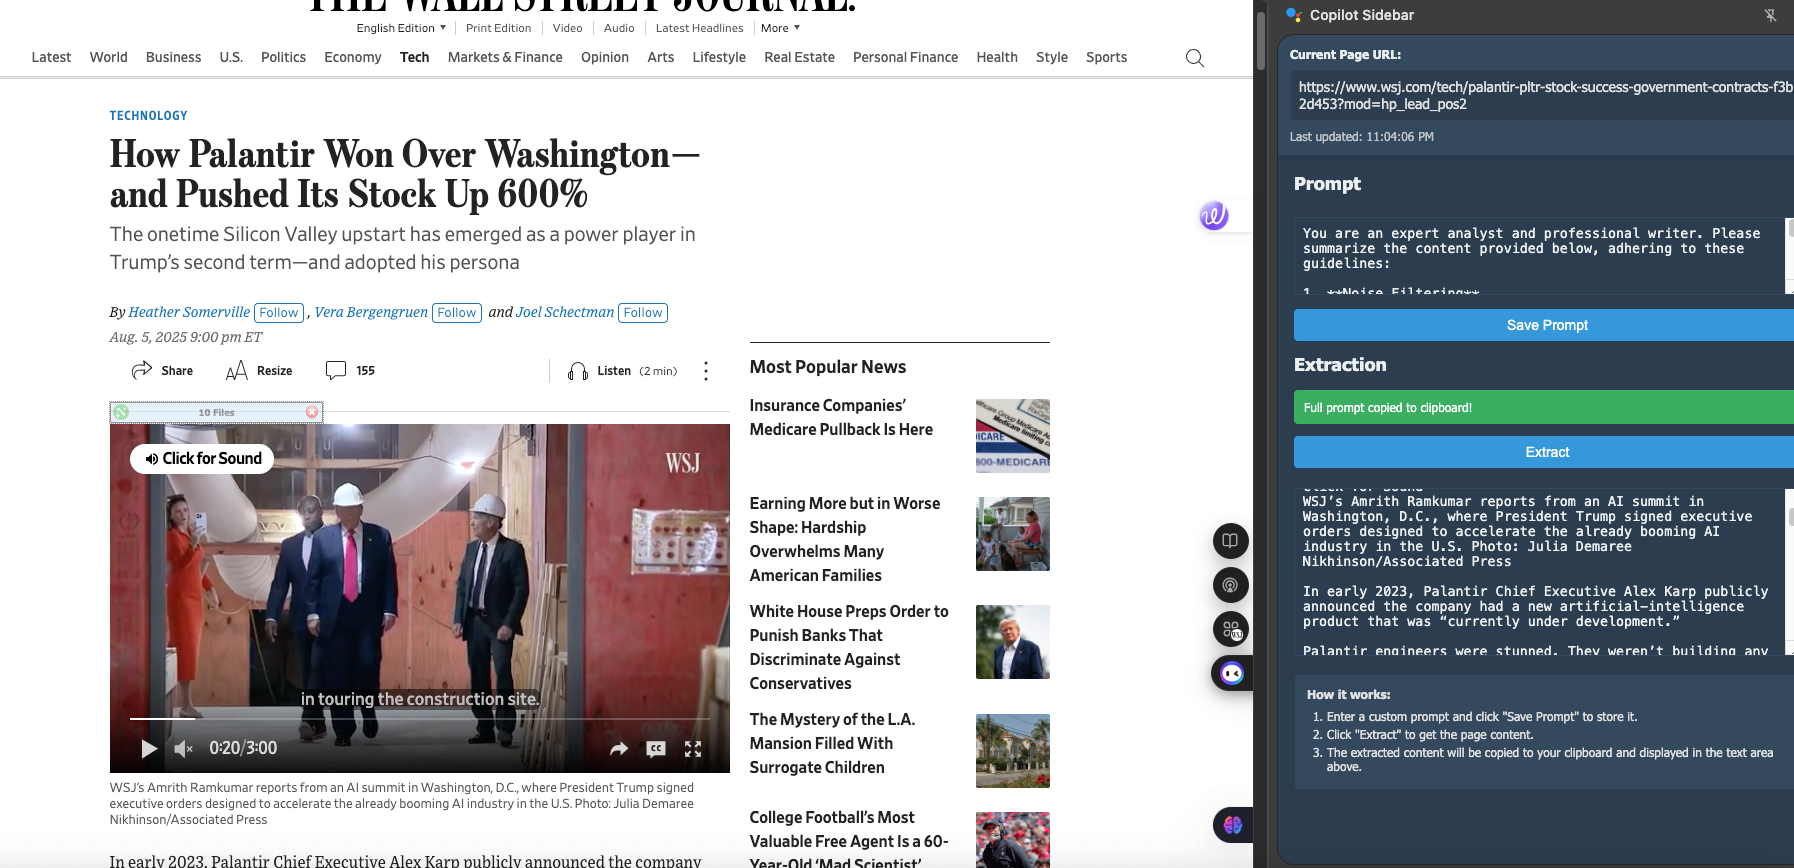 THE WALL STREET JOURNAL.
English Edition
Print Edition
Video
Audio
Latest Headlines
More
Latest
World
Business
U.S.
Politics
Economy
Tech
Markets & Finance
Opinion
Arts
Lifestyle
Real Estate
Personal Finance
Health
Style
Sports
TECHNOLOGY
How Palantir Won Over Washington—
and Pushed Its Stock Up 600%
The onetime Silicon Valley upstart has emerged as a power player in
Trump's second term—and adopted his persona
By Heather Somerville Follow , Vera Bergengruen Follow and Joel Schectman Follow
Aug. 5, 2025 9:00 pm ET
Share
AA Resize
155
Listen (2 min)
10 Files
Click for Sound
WSJ
in touring the construction site.
0:20/3:00
CC
WSJ's Amrith Ramkumar reports from an AI summit in Washington, D.C., where President Trump signed
executive orders designed to accelerate the already booming AI industry in the U.S. Photo: Julia Demaree
Nikhinson/Associated Press
In early 2023, Palantir Chief Executive Alex Karp publicly announced the company
Most Popular News
Insurance Companies'
Medicare Pullback Is Here
Earning More but in Worse
Shape: Hardship
Overwhelms Many
American Families
White House Preps Order to
Punish Banks That
Discriminate Against
Conservatives
The Mystery of the L.A.
Mansion Filled With
Surrogate Children
College Football's Most
Valuable Free Agent Is a 60-
Year-Old 'Mad Scientist'
Copilot Sidebar
Current Page URL:
https://www.wsj.com/tech/palantir-pltr-stock-success-government-contracts-f3b
2d453?mod=hp_lead_pos2
Last updated: 11:04:06 PM
Prompt
You are an expert analyst and professional writer. Please
summarize the content provided below, adhering to these
guidelines:
1. **Noise Filtering**
Save Prompt
Extraction
Full prompt copied to clipboard!
Extract
Click for Sound
WSJ's Amrith Ramkumar reports from an AI summit in
Washington, D.C., where President Trump signed executive
orders designed to accelerate the already booming AI
industry in the U.S. Photo: Julia Demaree
Nikhinson/Associated Press
In early 2023, Palantir Chief Executive Alex Karp publicly
announced the company had a new artificial-intelligence
product that was “currently under development.”
Palantir engineers were stunned. They weren't building any
How it works:
1. Enter a custom prompt and click "Save Prompt" to store it.
2. Click "Extract" to get the page content.
3. The extracted content will be copied to your clipboard and displayed in the text area
above.